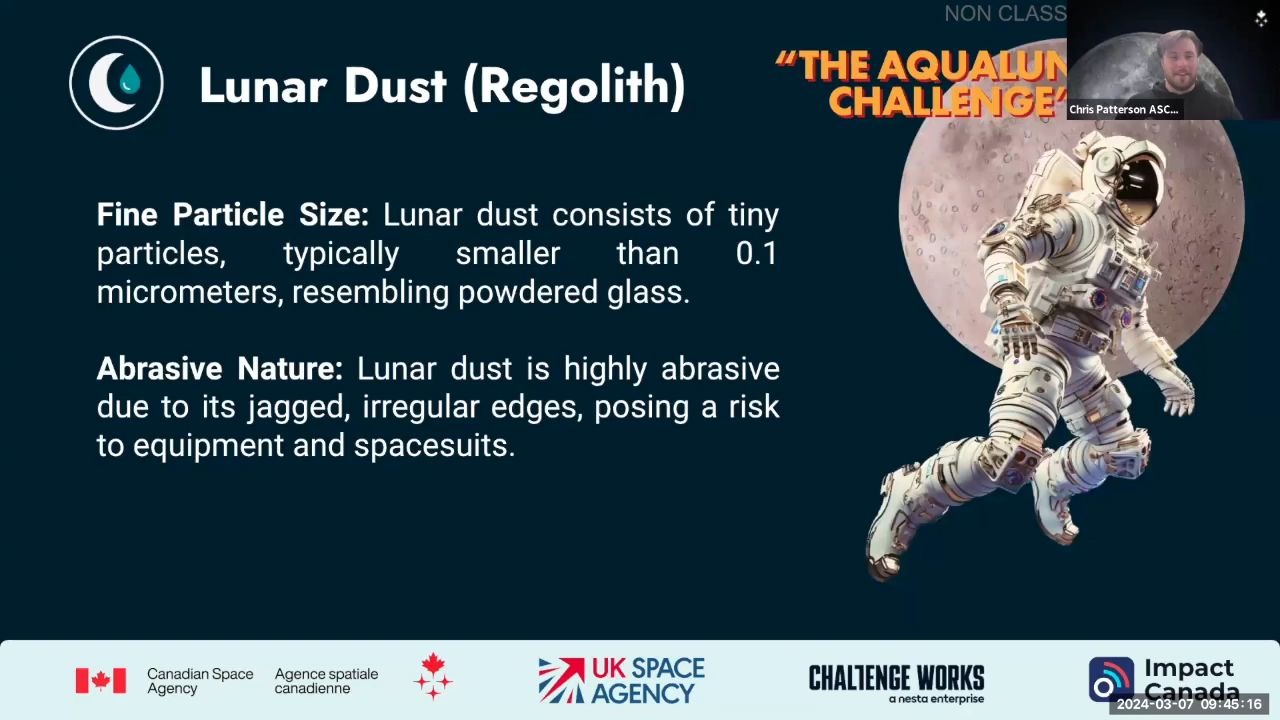 NON CLASS
Lunar Dust (Regolith)
“THE AQUALUN
CHALLENGE”
Chris Patterson ASC...
Fine Particle Size: Lunar dust consists of tiny
particles, typically smaller than 0.1
micrometers, resembling powdered glass.
Abrasive Nature: Lunar dust is highly abrasive
due to its jagged, irregular edges, posing a risk
to equipment and spacesuits.
Canadian Space
Agency
Agence spatiale
canadienne
UK SPACE
AGENCY
CHALLENGE WORKS
a nesta enterprise
Impact
Canada
2024-03-07 09:45:16